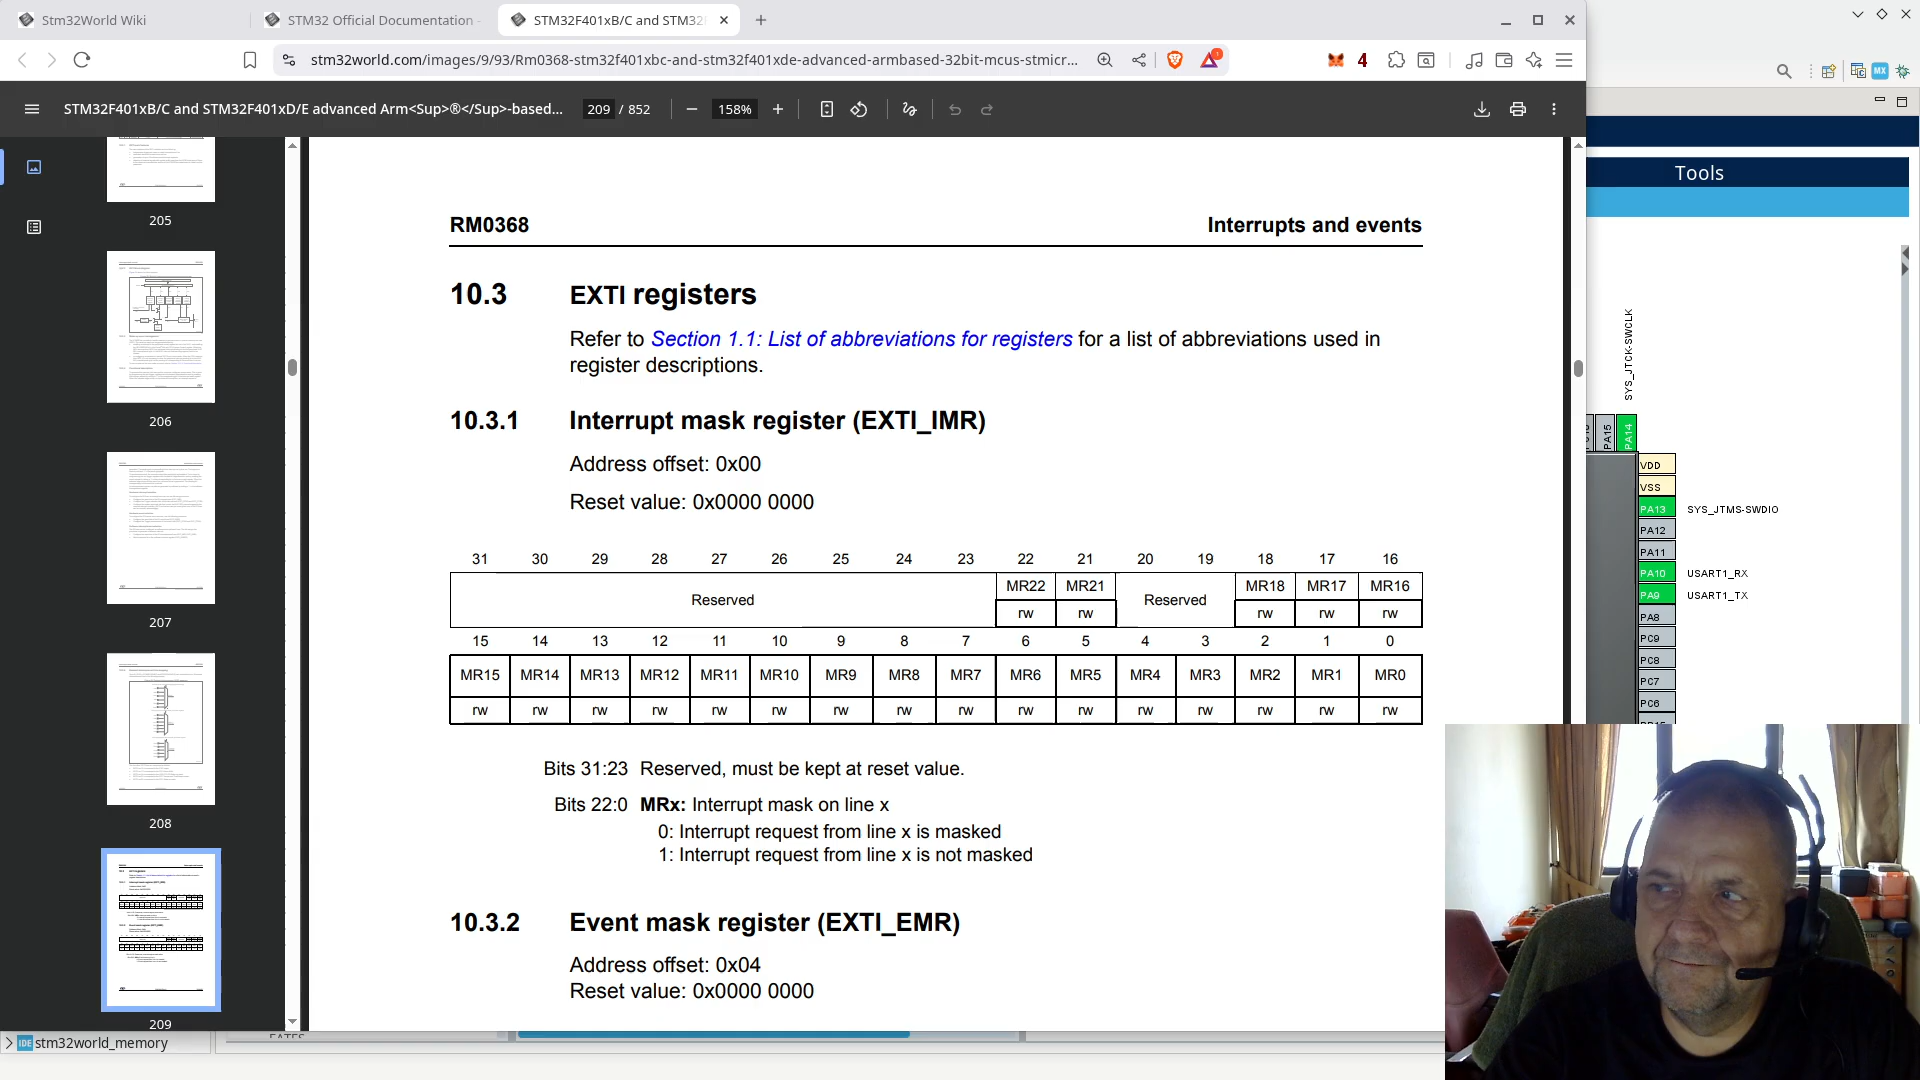 Stm32World Wiki
STM32 Official Documentation -
STM32F401xB/C and STM32
stm32world.com/images/9/93/Rm0368-stm32f401xbc-and-stm32f401xde-advanced-armbased-32bit-mcus-stmicr...
1
4
MX
STM32F401xB/C and STM32F401xD/E advanced Arm<Sup>®</Sup>-based...
209 / 852
158%
205
206
207
208
209
RM0368
Interrupts and events
10.3 EXTI registers
Refer to Section 1.1: List of abbreviations for registers for a list of abbreviations used in
register descriptions.
10.3.1 Interrupt mask register (EXTI_IMR)
Address offset: 0x00
Reset value: 0x0000 0000
31 30 29 28 27 26 25 24 23 22 21 20 19 18 17 16
Reserved MR22 MR21 Reserved MR18 MR17 MR16
rw rw rw rw rw
15 14 13 12 11 10 9 8 7 6 5 4 3 2 1 0
MR15 MR14 MR13 MR12 MR11 MR10 MR9 MR8 MR7 MR6 MR5 MR4 MR3 MR2 MR1 MR0
rw rw rw rw rw rw rw rw rw rw rw rw rw rw rw rw
Bits 31:23 Reserved, must be kept at reset value.
Bits 22:0 MRx: Interrupt mask on line x
0: Interrupt request from line x is masked
1: Interrupt request from line x is not masked
10.3.2 Event mask register (EXTI_EMR)
Address offset: 0x04
Reset value: 0x0000 0000
Tools
SYS_JTCK-SWCLK
PA15
PA14
VDD
VSS
PA13 SYS_JTMS-SWDIO
PA12
PA11
PA10 USART1_RX
PA9 USART1_TX
PA8
PC9
PC8
PC7
PC6
IDE stm32world_memory